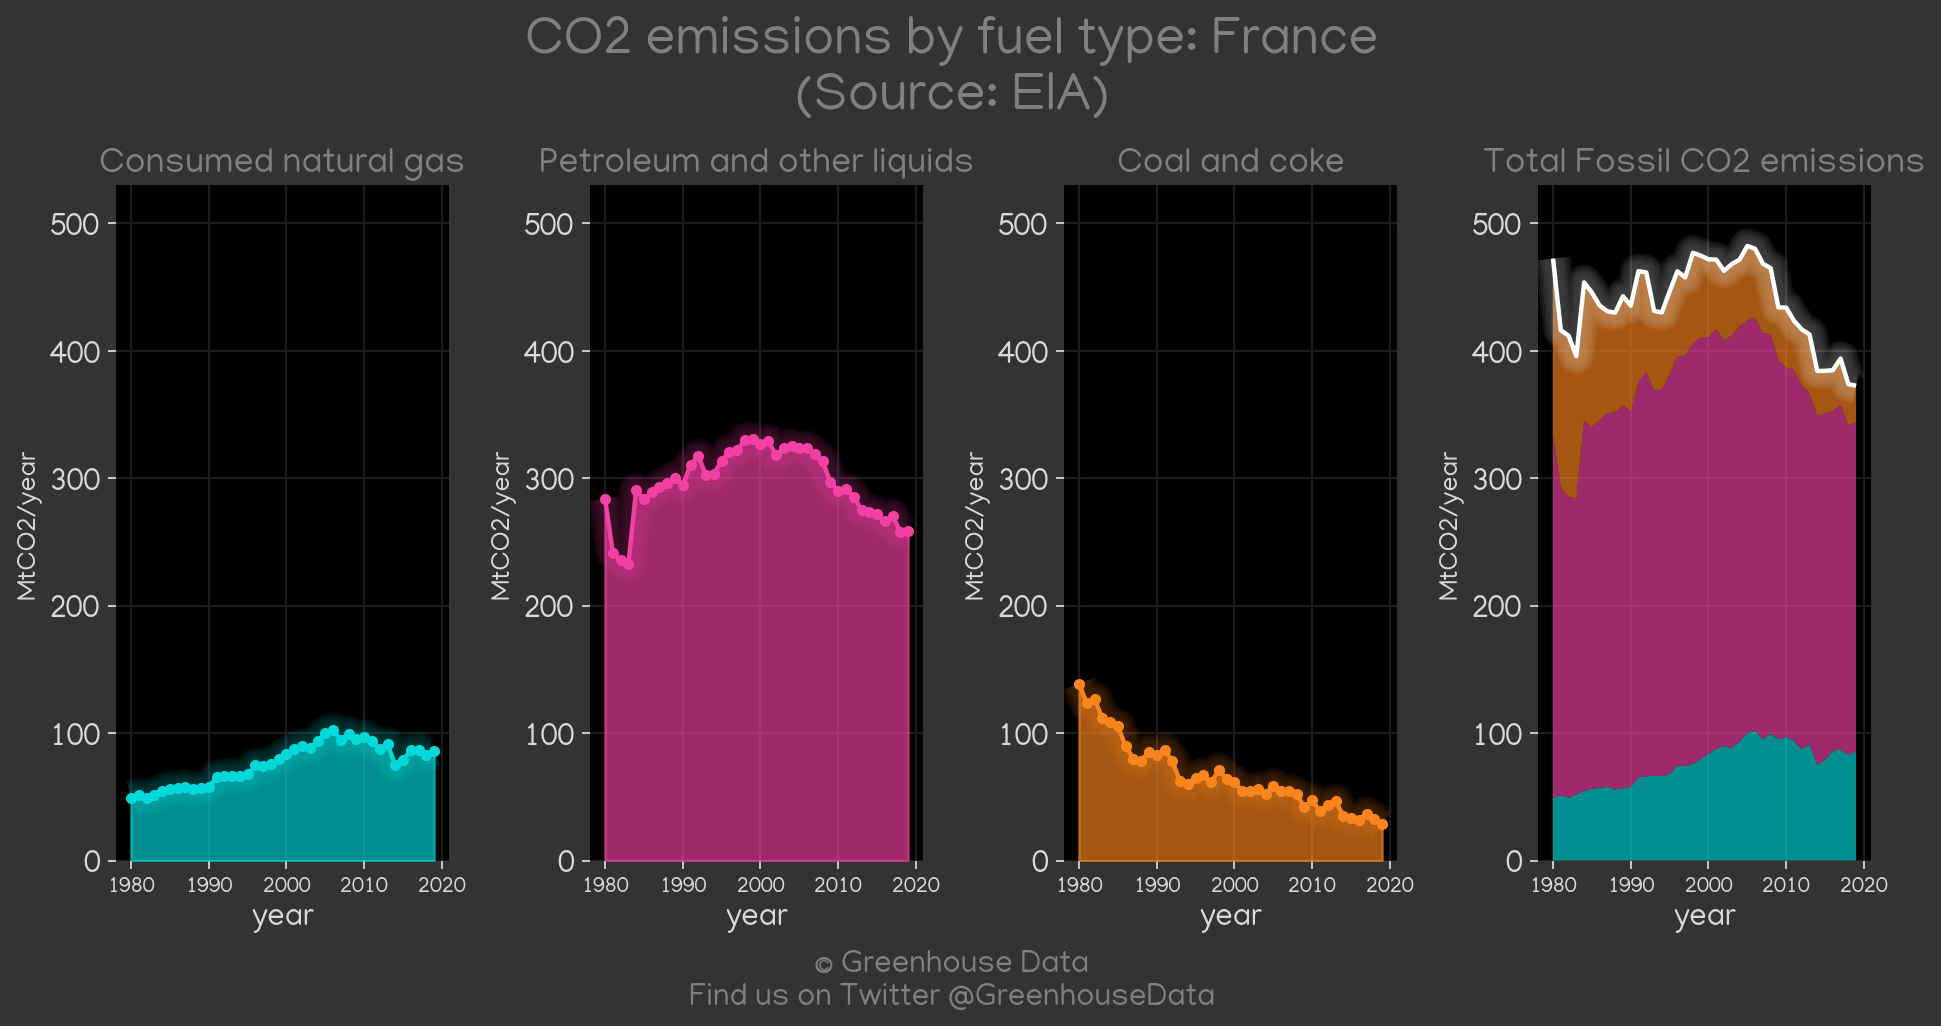 CO2 emissions by fuel type: France
(Source: EIA)
Consumed natural gas
Petroleum and other liquids
Coal and coke
Total Fossil CO2 emissions
500
400
300
200
100
0
MtCO2/year
1980 1990 2000 2010 2020
year
500
400
300
200
100
0
MtCO2/year
1980 1990 2000 2010 2020
year
500
400
300
200
100
0
MtCO2/year
1980 1990 2000 2010 2020
year
500
400
300
200
100
0
MtCO2/year
1980 1990 2000 2010 2020
year
© Greenhouse Data
Find us on Twitter @GreenhouseData